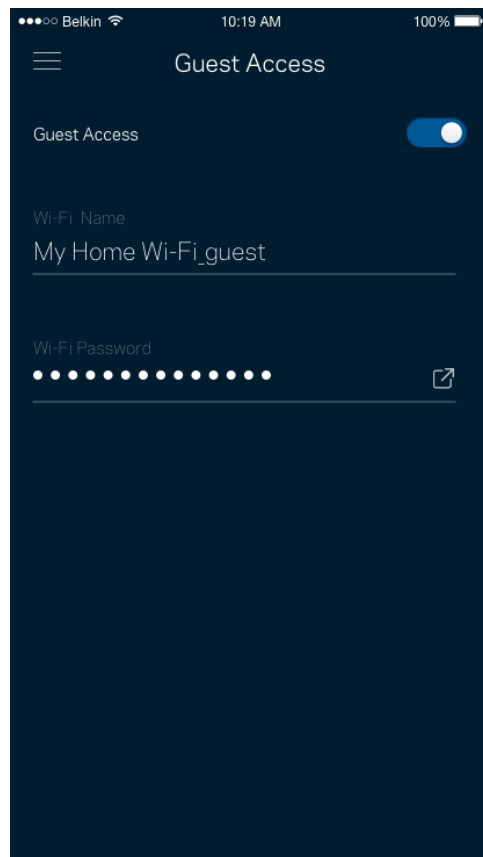 Belkin 10:19 AM 100%
Guest Access
Guest Access
Wi-Fi Name
My Home Wi-Fi_guest
Wi-Fi Password
●●●●●●●●●●●●●●